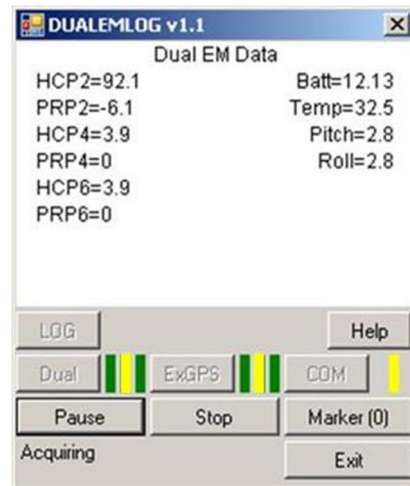 DUALEMLOG v1.1
Dual EM Data
HCP2=92.1 Batt=12.13
PRP2=-6.1 Temp=32.5
HCP4=3.9 Pitch=2.8
PRP4=0 Roll=2.8
HCP6=3.9
PRP6=0
LOG Help
Dual ExGPS COM
Pause Stop Marker (0)
Acquiring Exit